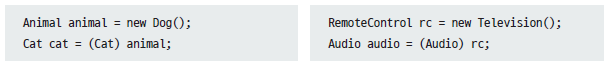 Animal animal = new Dog();
Cat cat = (Cat) animal;
RemoteControl rc = new Television();
Audio audio = (Audio) rc;